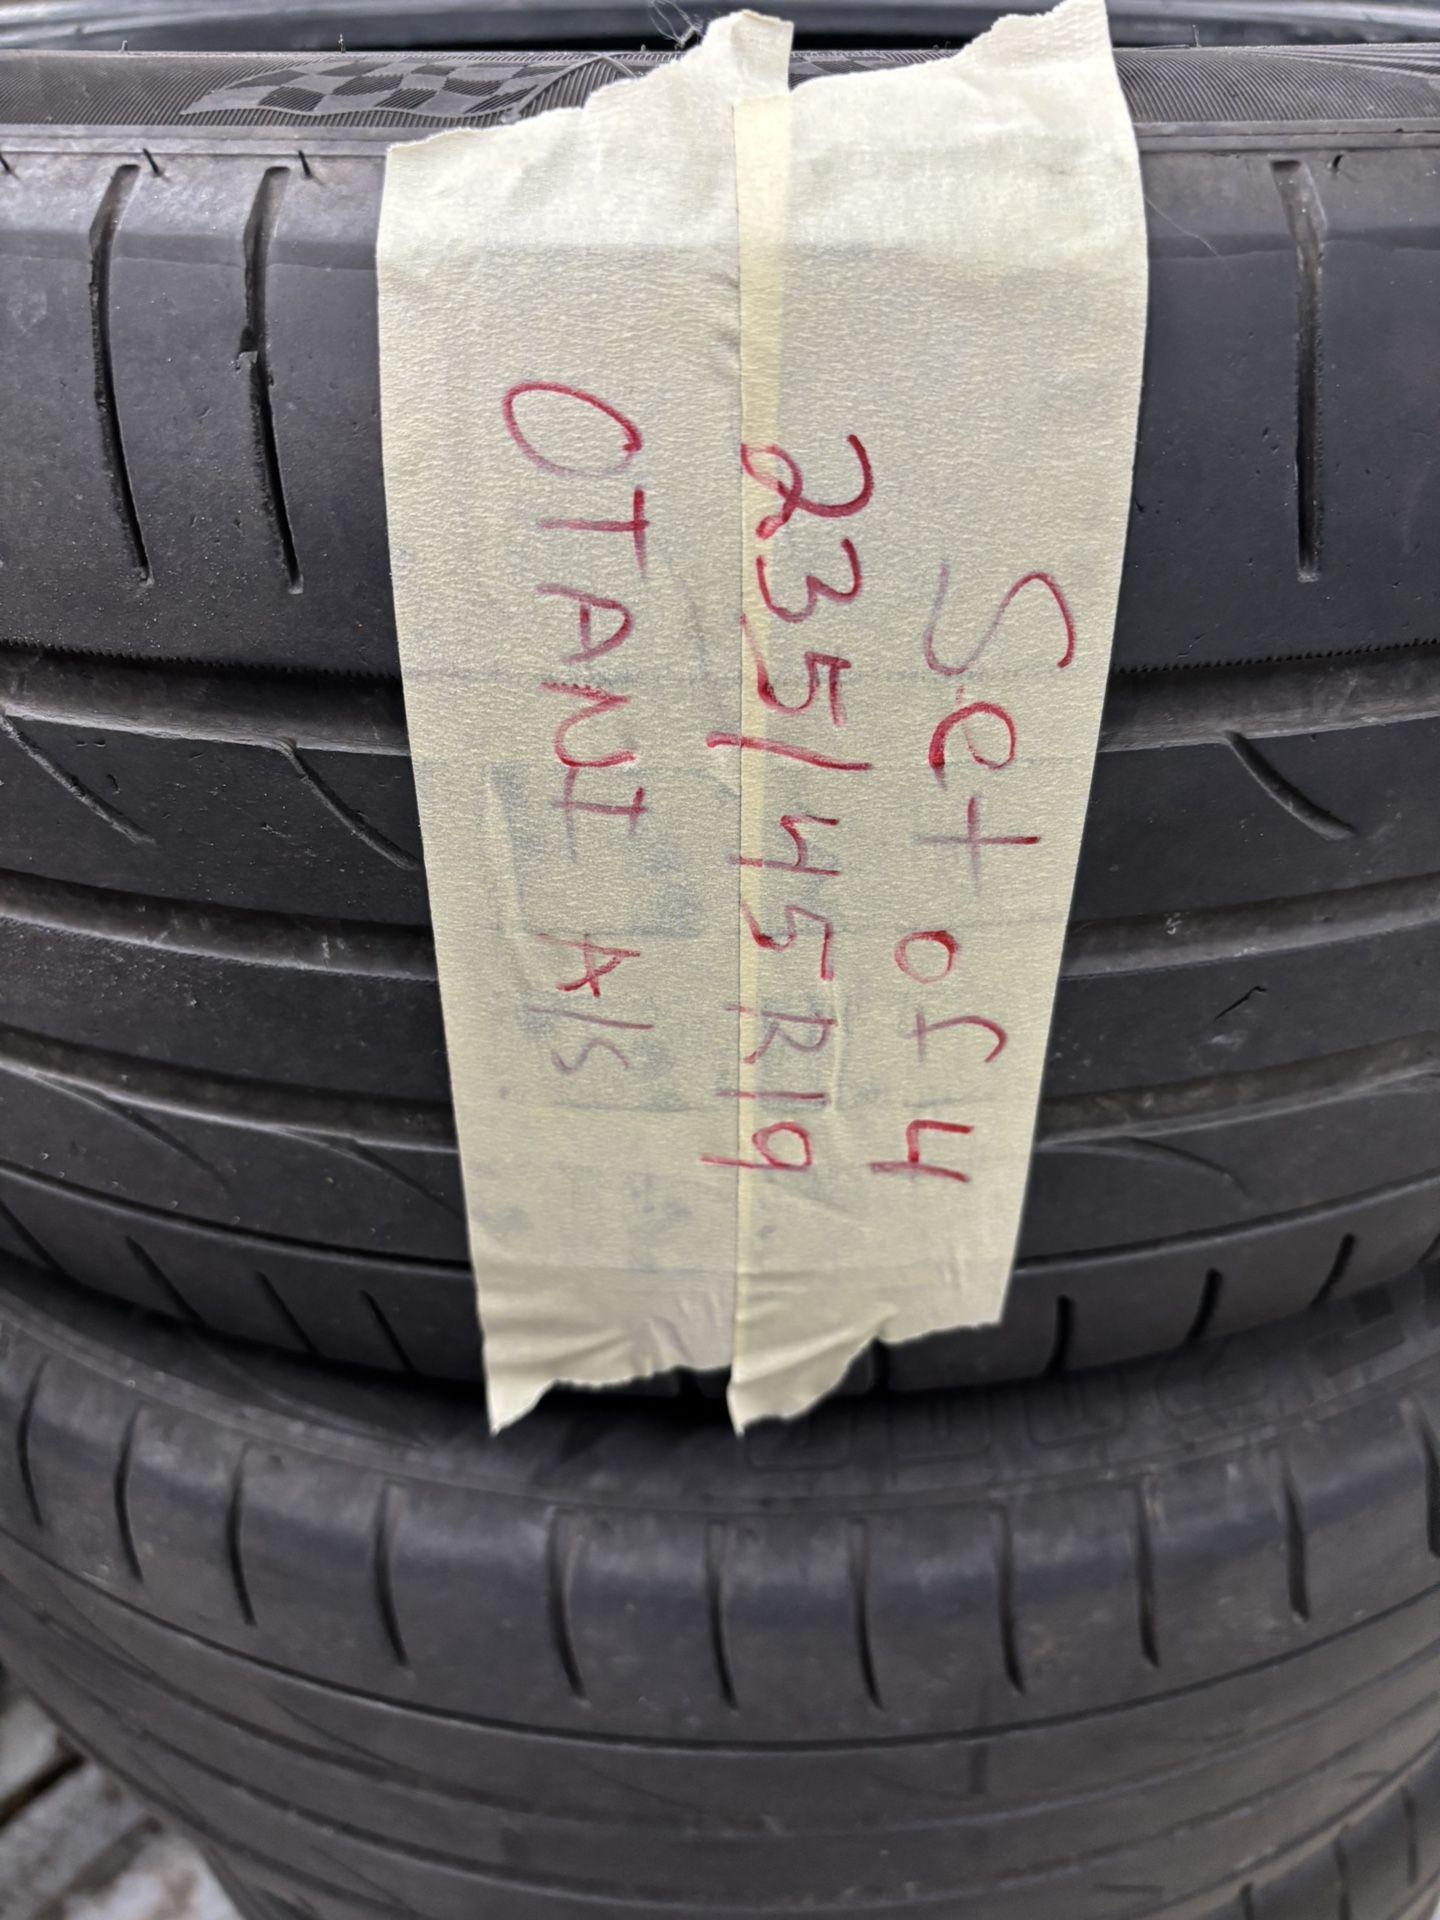 Set of 4
235/45R19
OTANI A/S